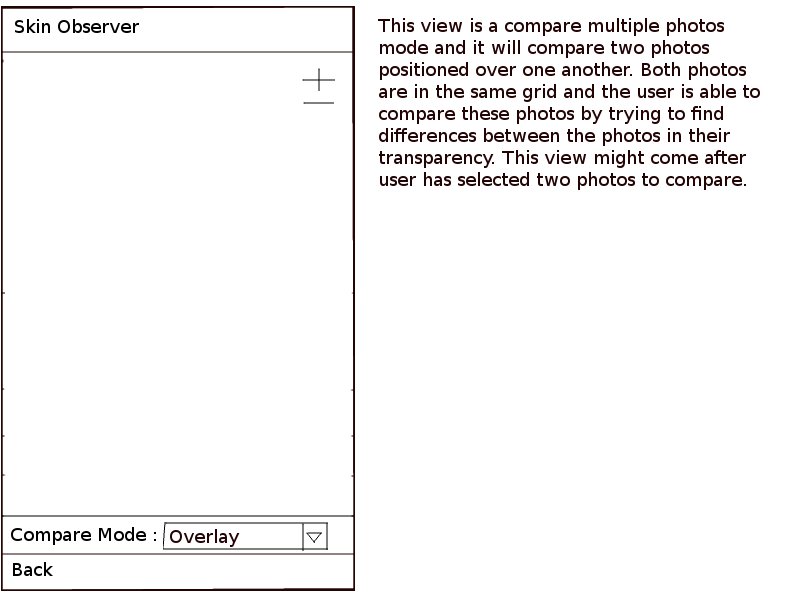 Skin Observer
This view is a compare multiple photos
mode and it will compare two photos
positioned over one another. Both photos
are in the same grid and the user is able to
compare these photos by trying to find
differences between the photos in their
transparency. This view might come after
user has selected two photos to compare.
Compare Mode : Overlay
Back